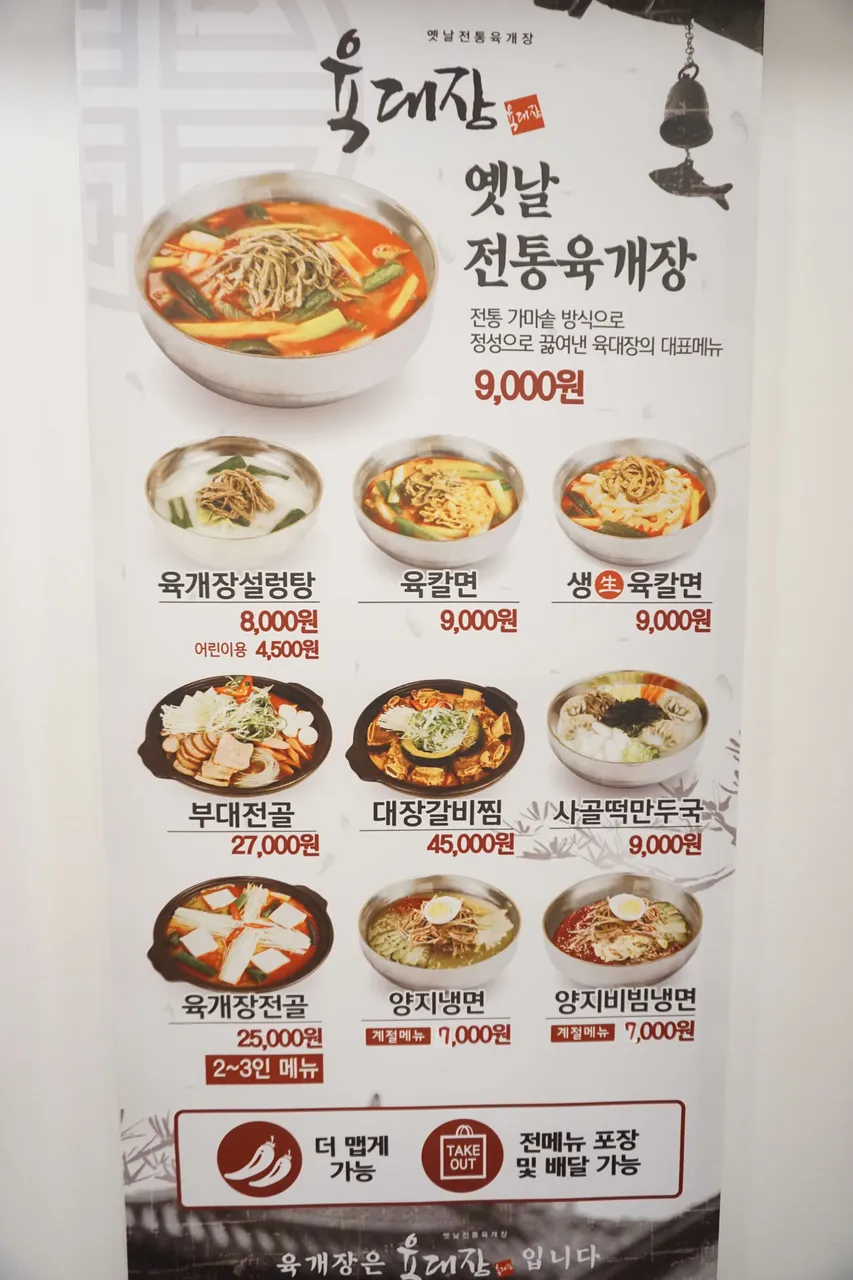 옛날전통육개장
육대장 육대장
옛날
전통육개장
전통 가마솥 방식으로
정성으로 끓여낸 육대장의 대표메뉴
9,000원
육개장설렁탕
8,000원
어린이용 4,500원
육칼면
9,000원
생生육칼면
9,000원
부대전골
27,000원
대장갈비찜
45,000원
사골떡만두국
9,000원
육개장전골
25,000원
2~3인 메뉴
양지냉면
계절메뉴 7,000원
양지비빔냉면
계절메뉴 7,000원
더 맵게
가능
TAKE
OUT
전메뉴 포장
및 배달 가능
옛날전통육개장
육개장은 육대장 육대장 입니다